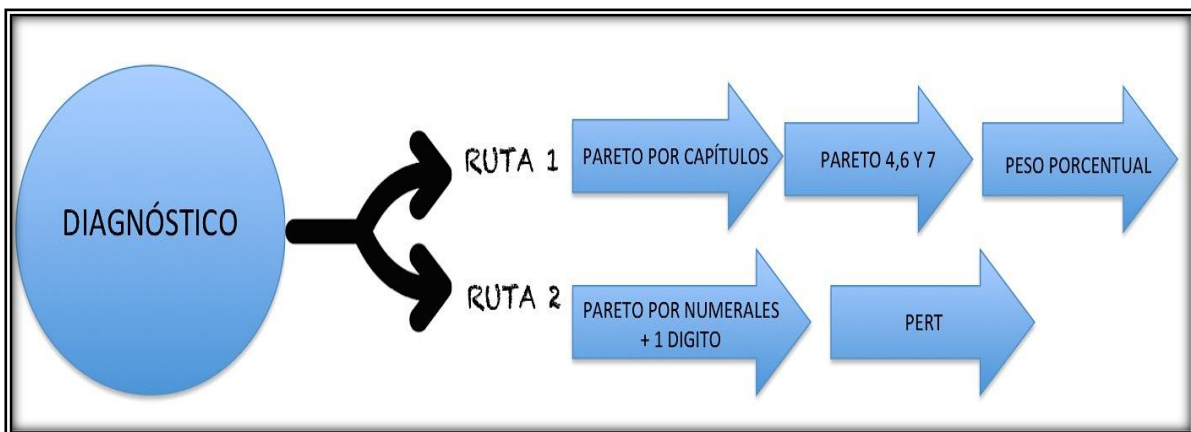 DIAGNÓSTICO
RUTA 1
PARETO POR CAPÍTULOS
PARETO 4,6 Y 7
PESO PORCENTUAL
RUTA 2
PARETO POR NUMERALES
+ 1 DIGITO
PERT